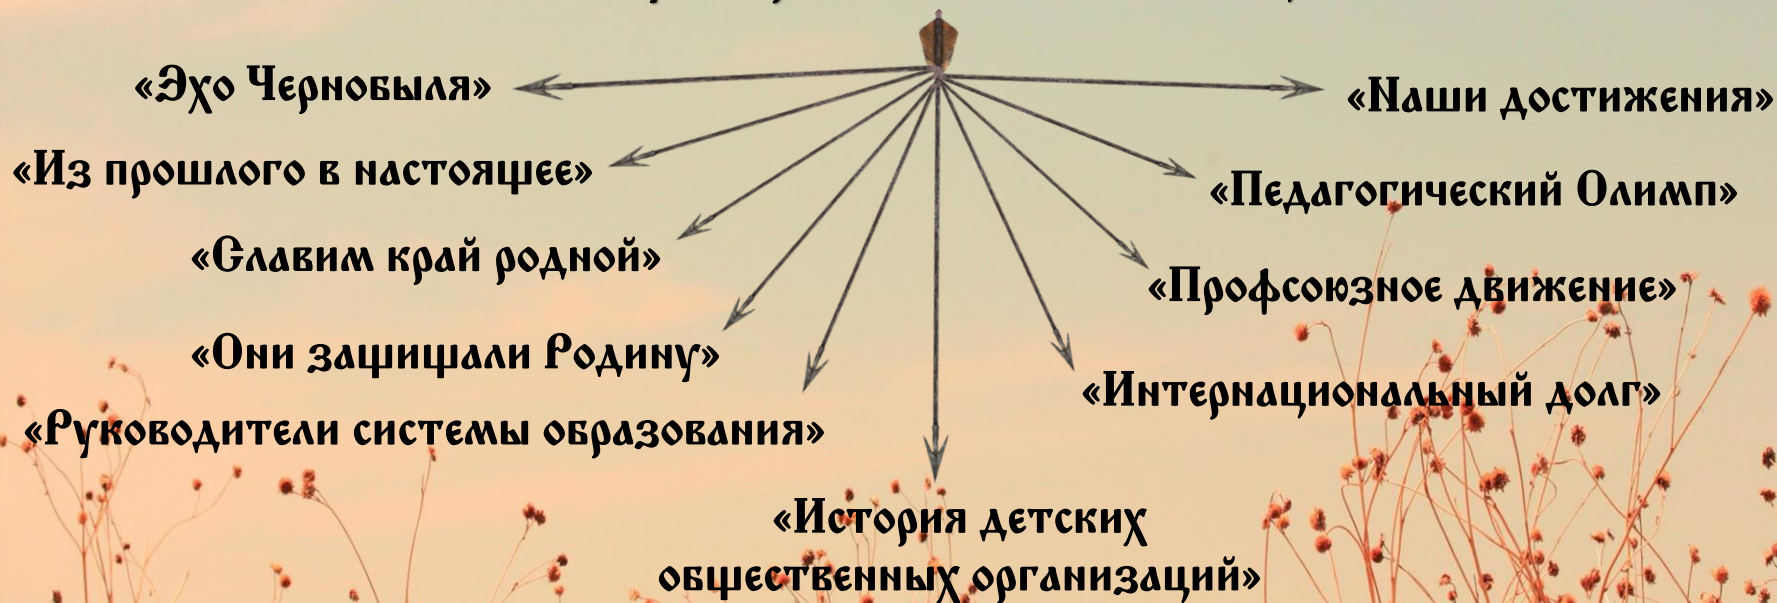 «Эхо Чернобыля»
«Наши достижения»
«Из прошлого в настоящее»
«Педагогический Олимп»
«Славим край родной»
«Профсоюзное движение»
«Они защищали Родину»
«Интернациональный долг»
«Руководители системы образования»
«История детских
общественных организаций»